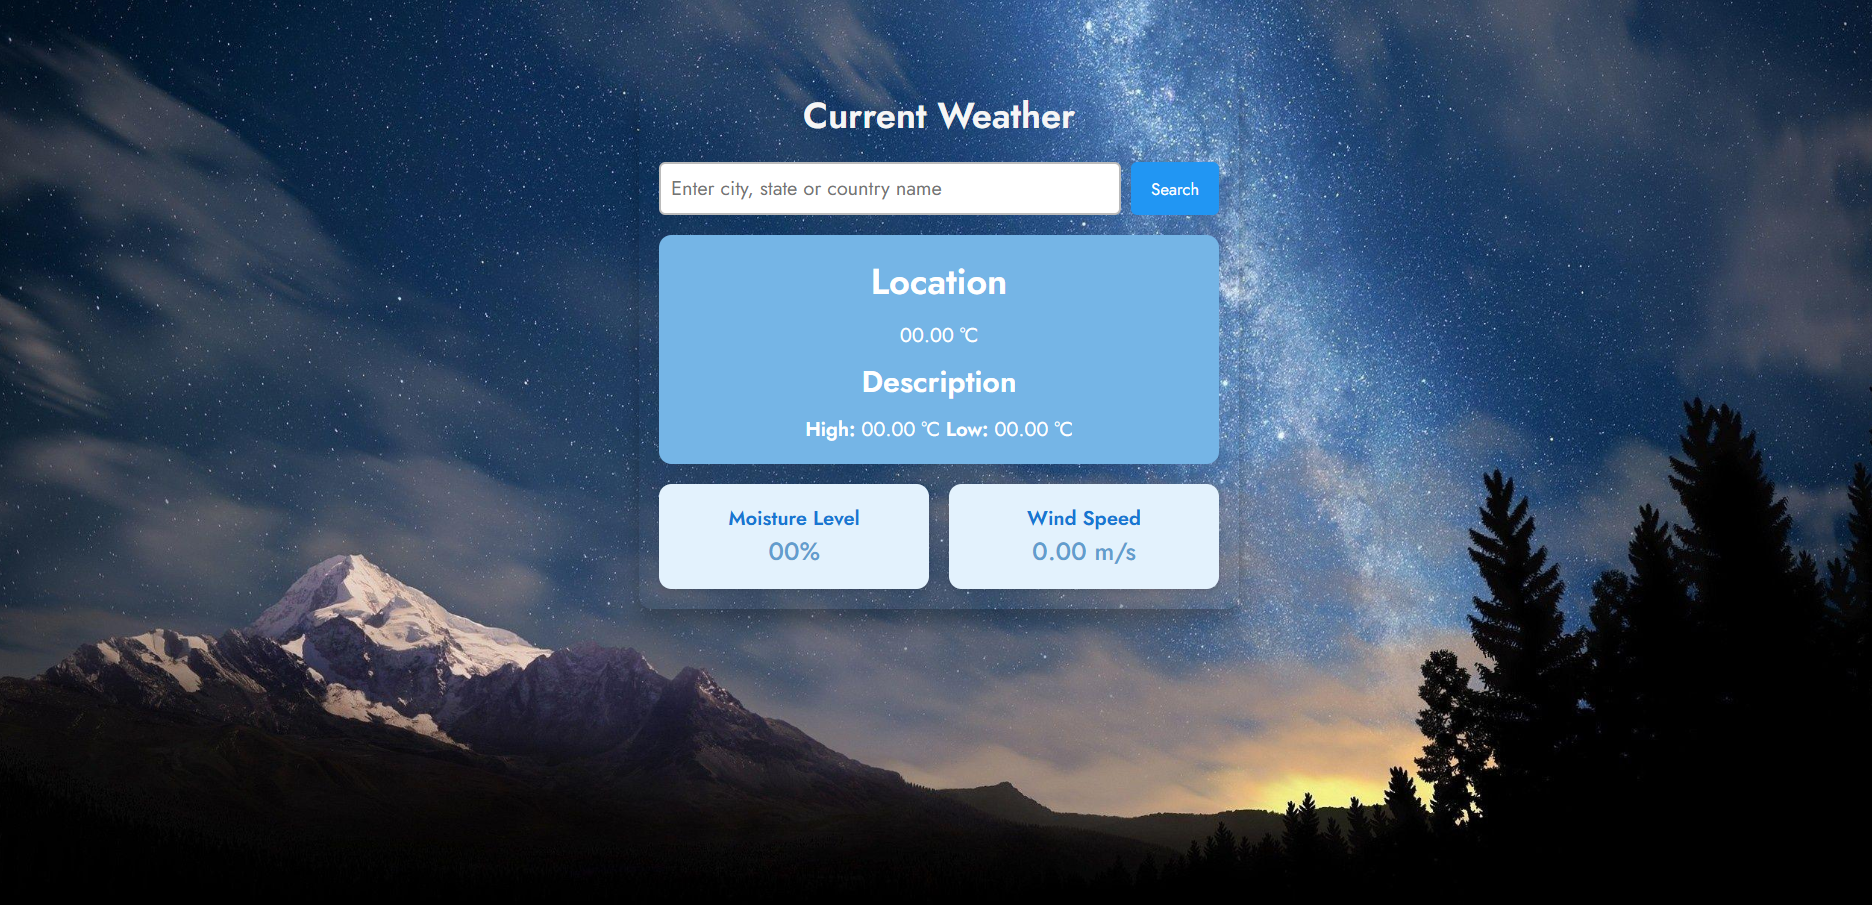 Current Weather
Enter city, state or country name
Search
Location
00.00 °C
Description
High: 00.00 °C Low: 00.00 °C
Moisture Level
00%
Wind Speed
0.00 m/s